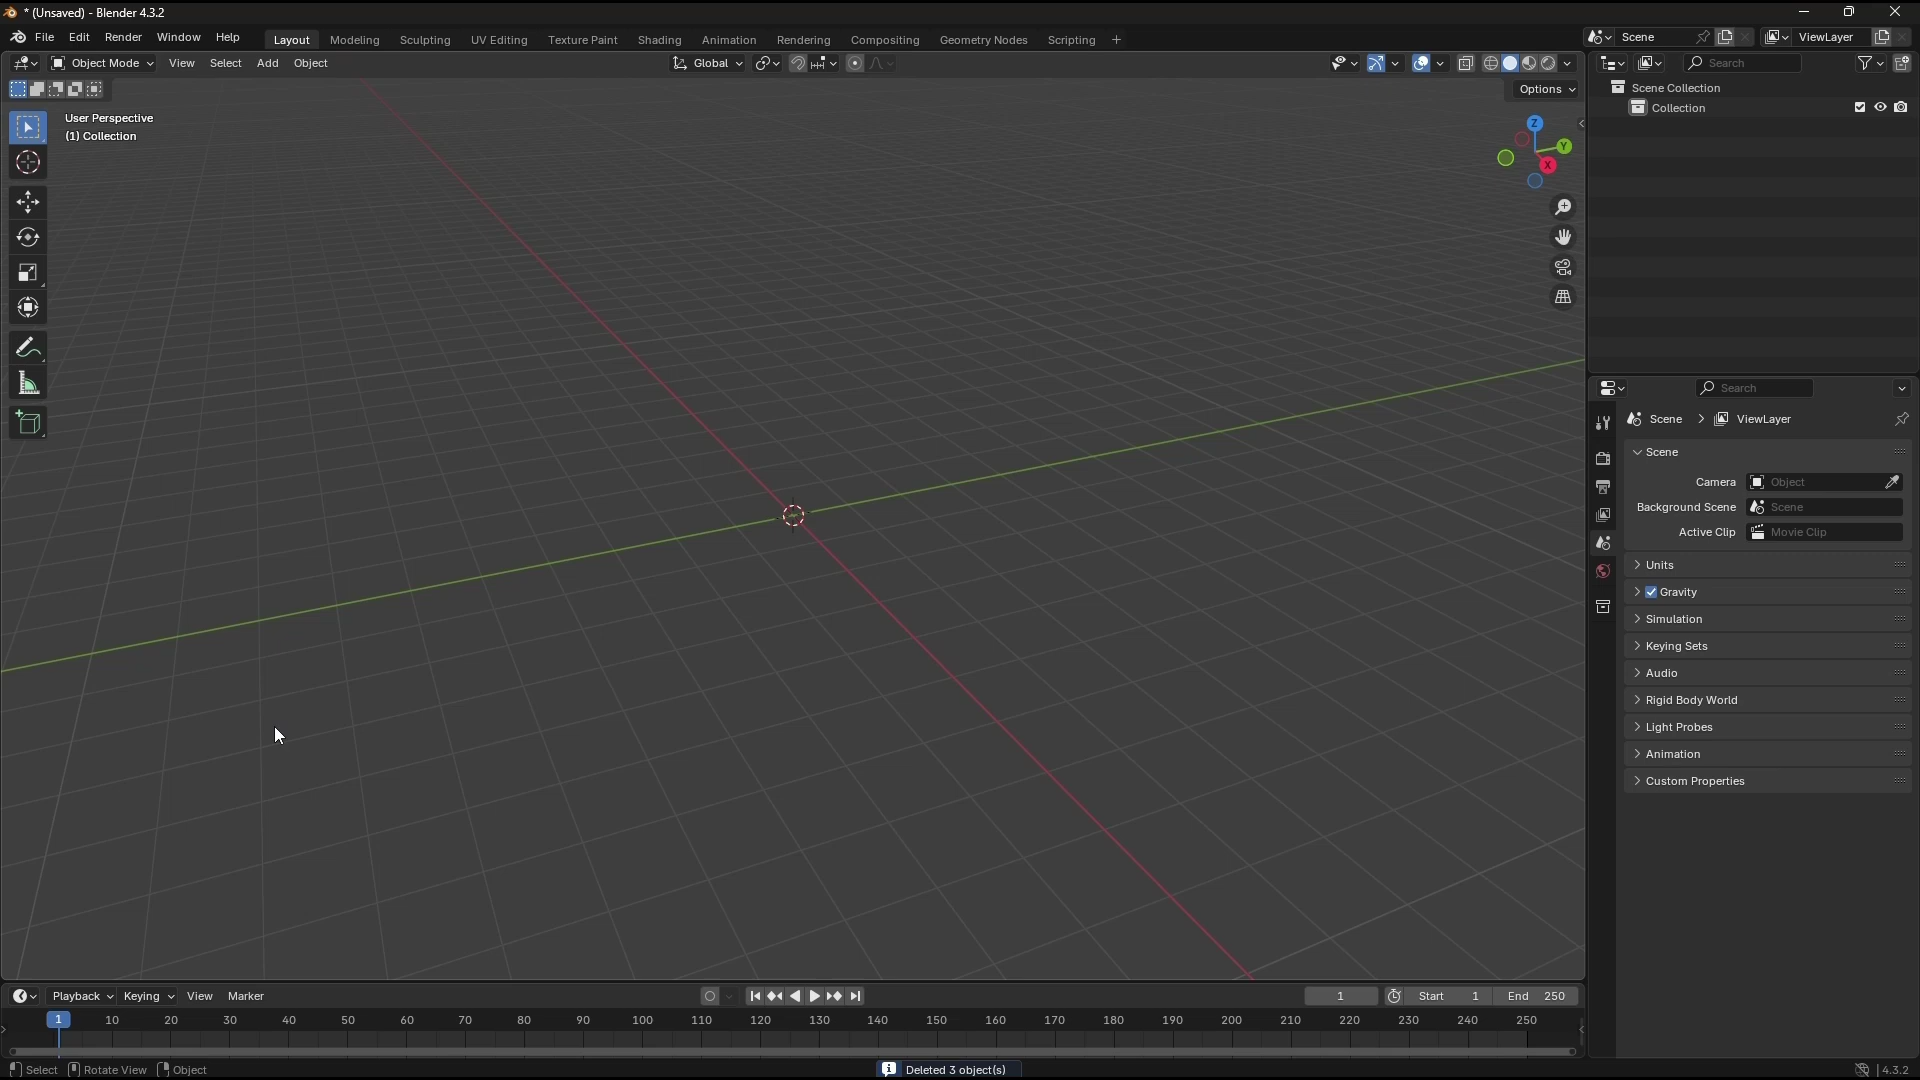 * (Unsaved) - Blender 4.3.2
File Edit Render Window Help Layout Modeling Sculpting UV Editing Texture Paint Shading Animation Rendering Compositing Geometry Nodes Scripting + Scene ViewLayer
Object Mode View Select Add Object Global Search
Options
User Perspective
(1) Collection
Z
Y
X
Scene Collection
Collection
Search
Scene > ViewLayer
Scene
Camera Object
Background Scene Scene
Active Clip Movie Clip
Units
Gravity
Simulation
Keying Sets
Audio
Rigid Body World
Light Probes
Animation
Custom Properties
Playback Keying View Marker 1 Start 1 End 250
1 10 20 30 40 50 60 70 80 90 100 110 120 130 140 150 160 170 180 190 200 210 220 230 240 250
Select Rotate View Object Deleted 3 object(s) 4.3.2